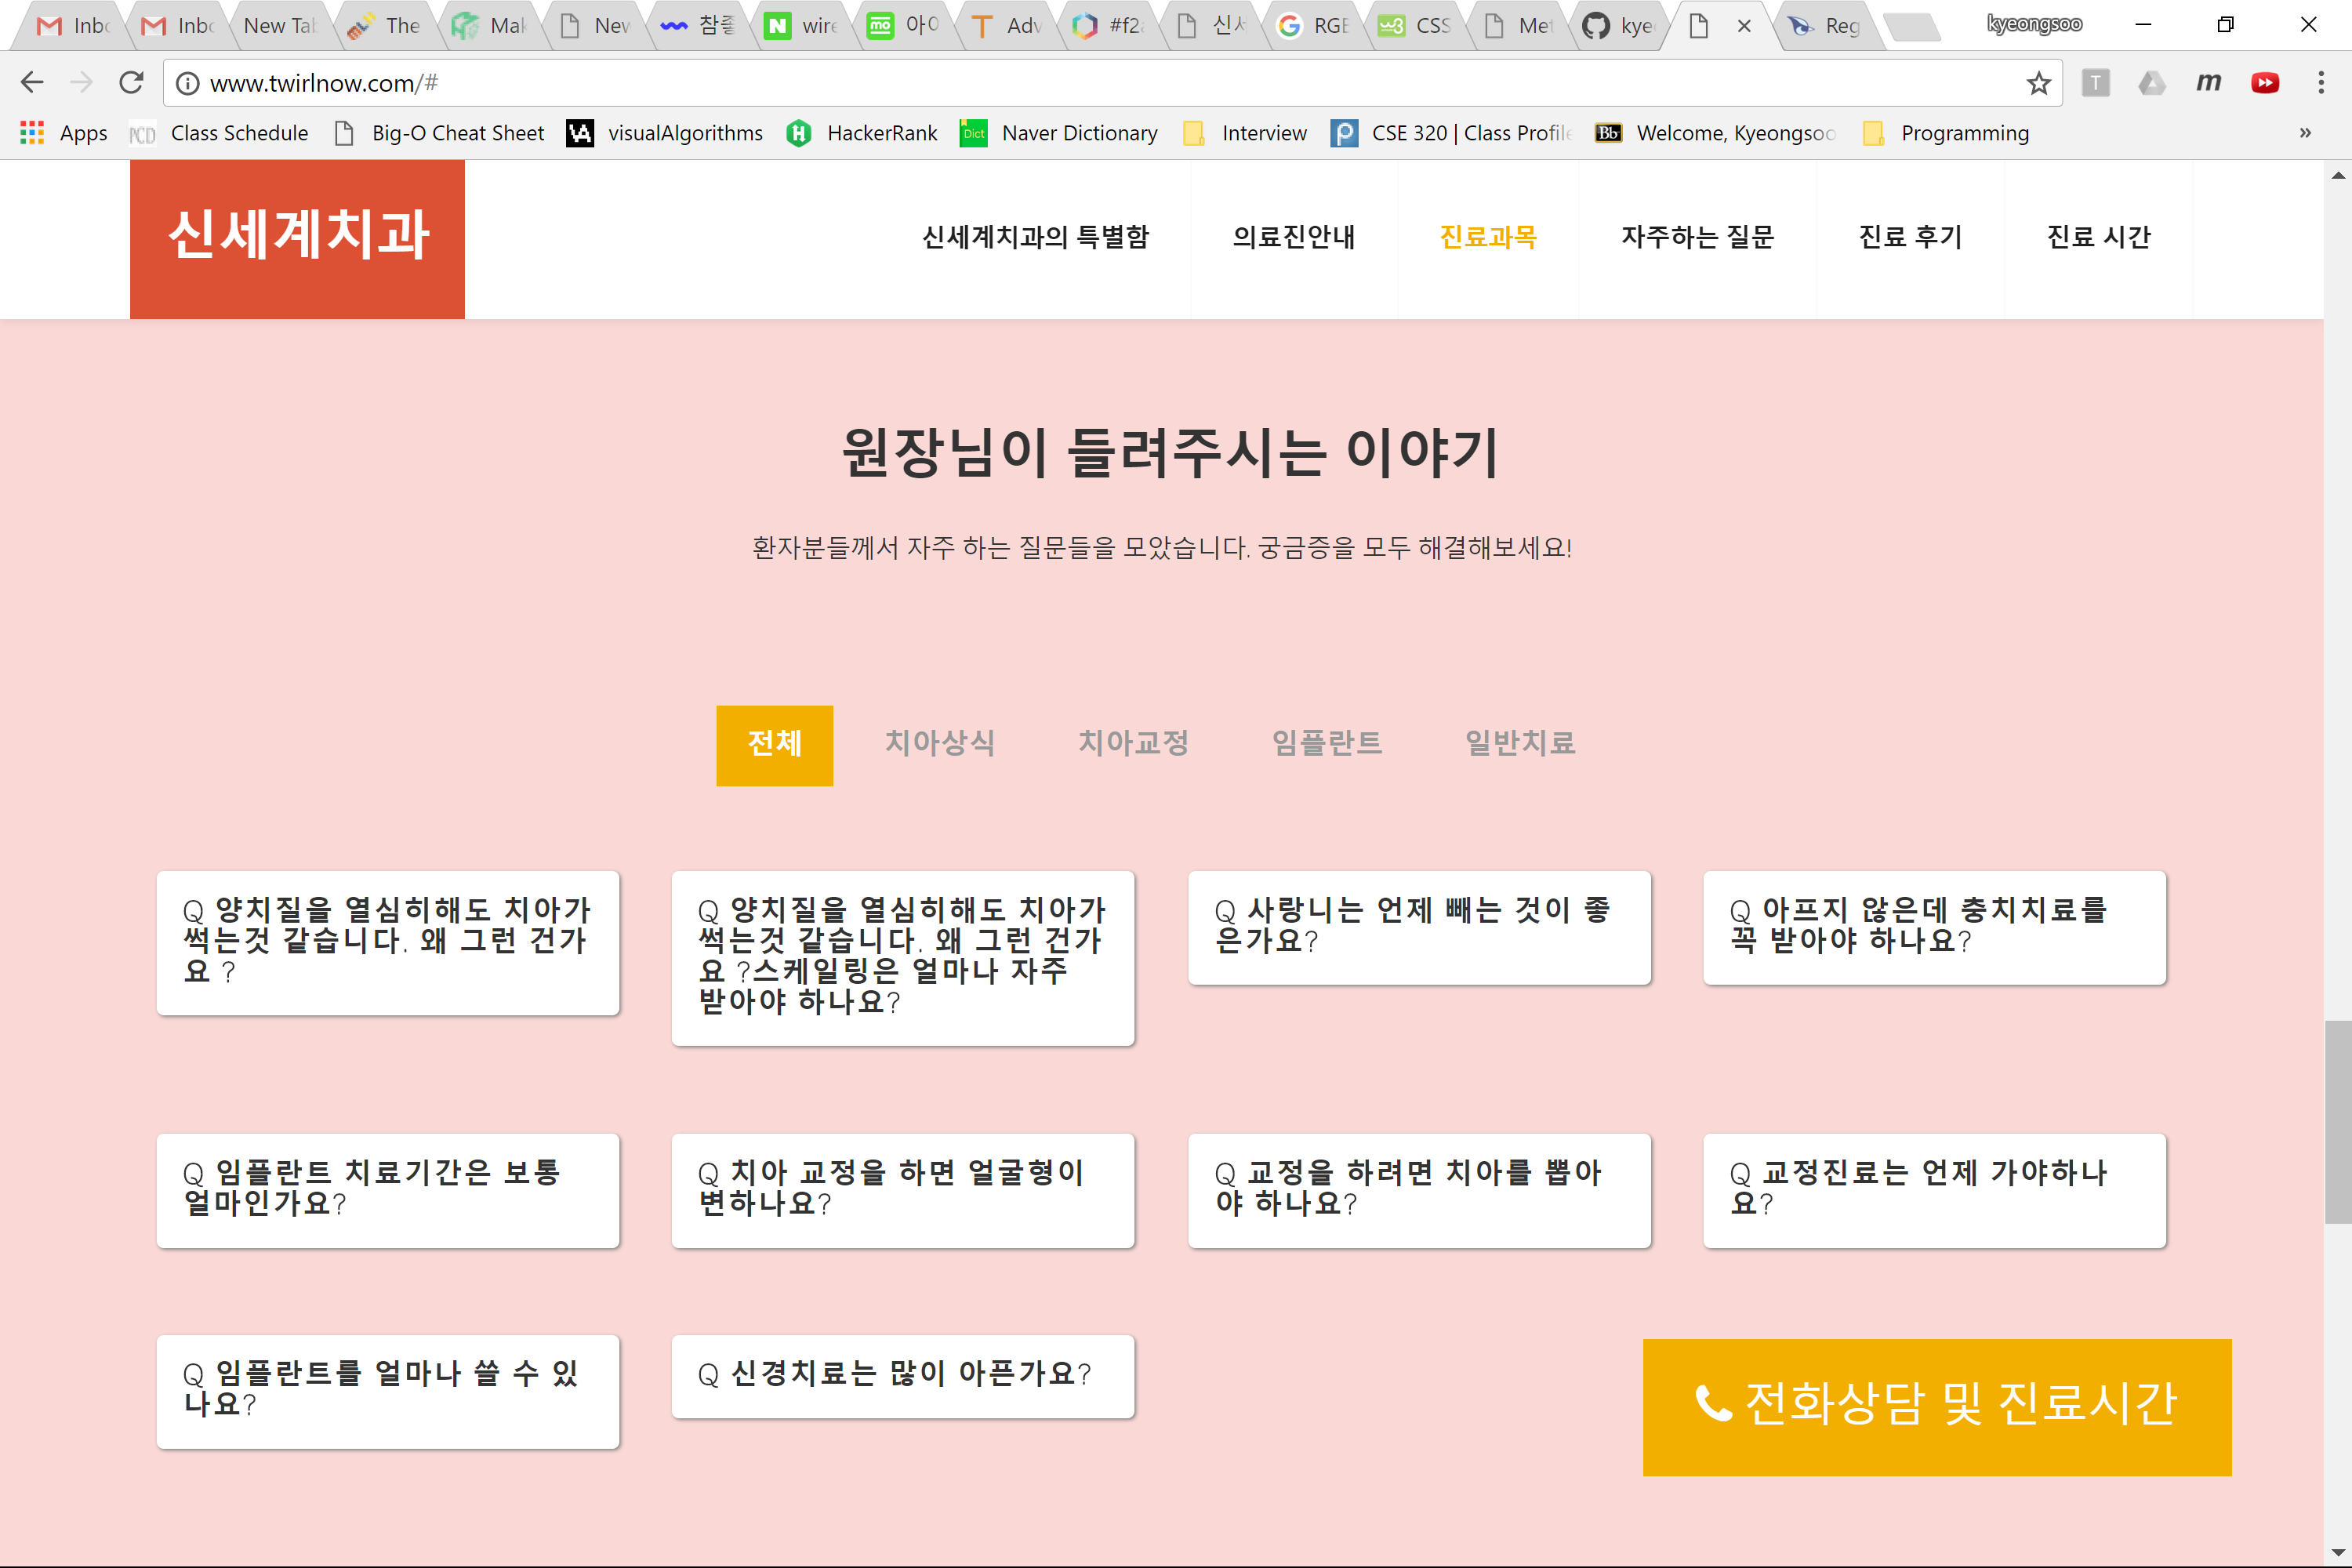 Inbo
Inbo
New Tab
The
Mak
New
참좋
wire
아이
Adv
#f2a
신세
RGB
CSS
Met
kye
Reg
kyeongsoo
www.twirlnow.com/#
Apps
Class Schedule
Big-O Cheat Sheet
visualAlgorithms
HackerRank
Naver Dictionary
Interview
CSE 320 | Class Profile
Welcome, Kyeongsoo
Programming
»
신세계치과
신세계치과의 특별함
의료진안내
진료과목
자주하는 질문
진료 후기
진료 시간
원장님이 들려주시는 이야기
환자분들께서 자주 하는 질문들을 모았습니다. 궁금증을 모두 해결해보세요!
전체
치아상식
치아교정
임플란트
일반치료
Q 양치질을 열심히해도 치아가
썩는것 같습니다. 왜 그런 건가
요 ?
Q 양치질을 열심히해도 치아가
썩는것 같습니다. 왜 그런 건가
요 ?스케일링은 얼마나 자주
받아야 하나요?
Q 사랑니는 언제 빼는 것이 좋
은가요?
Q 아프지 않은데 충치치료를
꼭 받아야 하나요?
Q 임플란트 치료기간은 보통
얼마인가요?
Q 치아 교정을 하면 얼굴형이
변하나요?
Q 교정을 하려면 치아를 뽑아
야 하나요?
Q 교정진료는 언제 가야하나
요?
Q 임플란트를 얼마나 쓸 수 있
나요?
Q 신경치료는 많이 아픈가요?
전화상담 및 진료시간